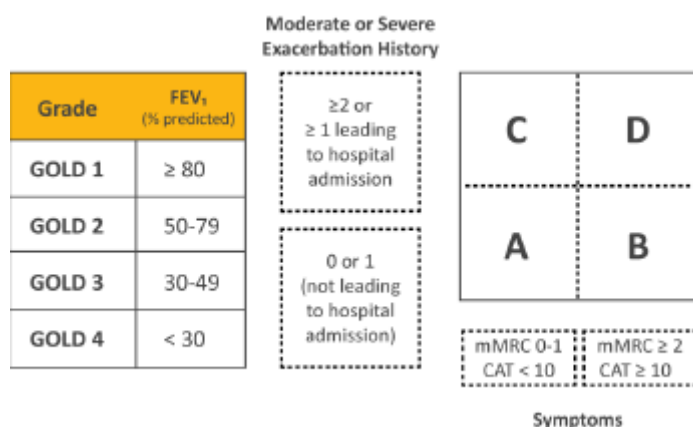 Moderate or Severe
Exacerbation History
Grade
FEV₁
(% predicted)
GOLD 1
≥ 80
GOLD 2
50-79
GOLD 3
30-49
GOLD 4
< 30
≥2 or
≥ 1 leading
to hospital
admission
0 or 1
(not leading
to hospital
admission)
C
D
A
B
mMRC 0-1
CAT < 10
mMRC ≥ 2
CAT ≥ 10
Symptoms